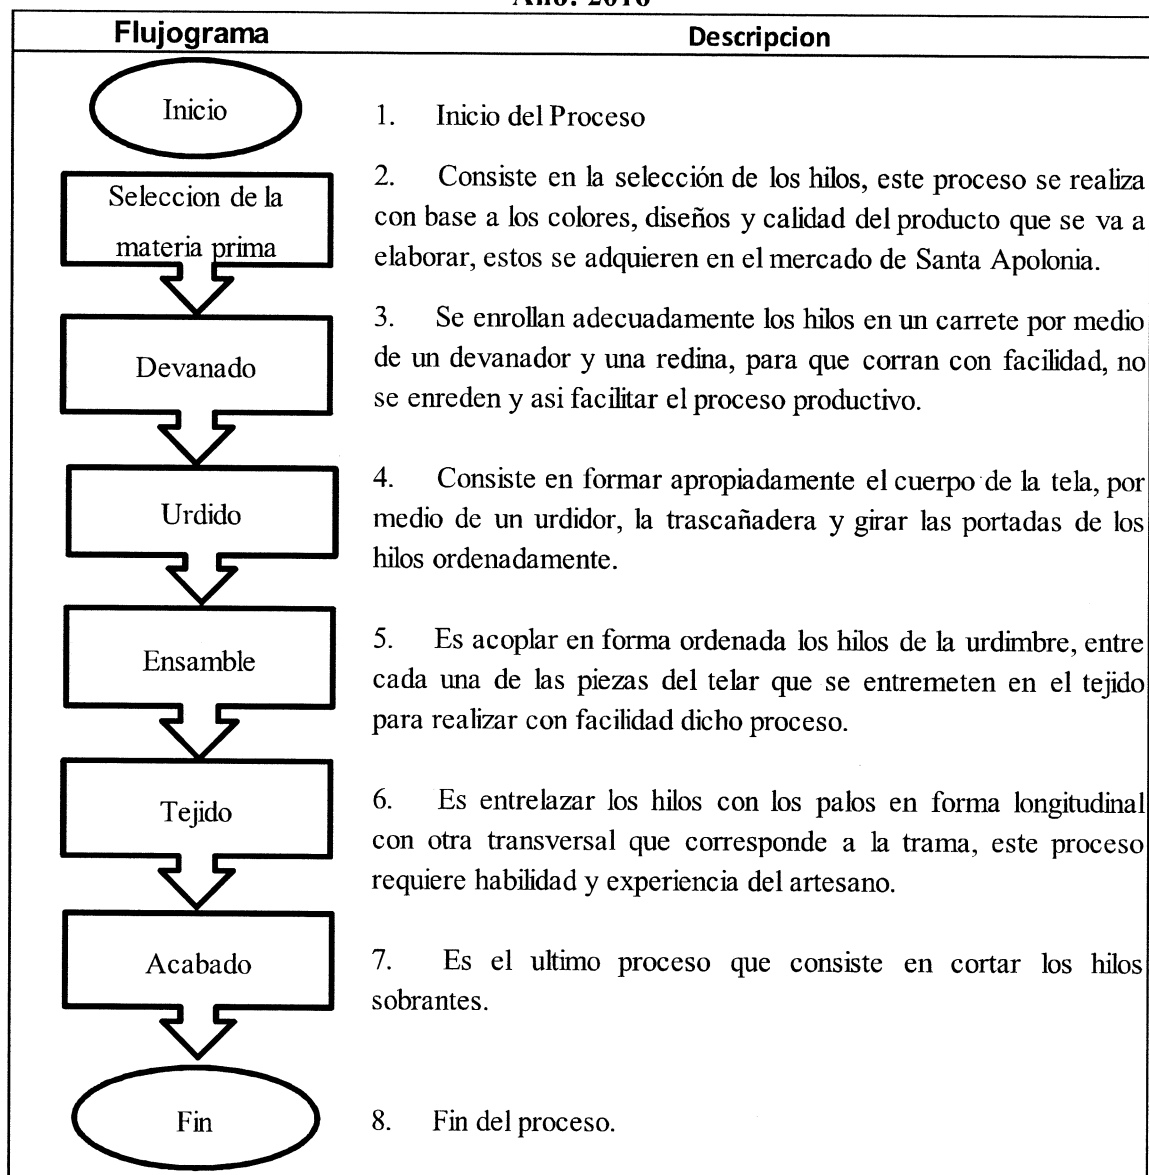 Flujograma
Descripcion
Inicio
1. Inicio del Proceso
Seleccion de la
materia prima
2. Consiste en la selección de los hilos, este proceso se realiza
con base a los colores, diseños y calidad del producto que se va a
elaborar, estos se adquieren en el mercado de Santa Apolonia.
Devanado
3. Se enrollan adecuadamente los hilos en un carrete por medio
de un devanador y una redina, para que corran con facilidad, no
se enreden y asi facilitar el proceso productivo.
Urdido
4. Consiste en formar apropiadamente el cuerpo de la tela, por
medio de un urdidor, la trascañadera y girar las portadas de los
hilos ordenadamente.
Ensamble
5. Es acoplar en forma ordenada los hilos de la urdimbre, entre
cada una de las piezas del telar que se entremeten en el tejido
para realizar con facilidad dicho proceso.
Tejido
6. Es entrelazar los hilos con los palos en forma longitudinal
con otra transversal que corresponde a la trama, este proceso
requiere habilidad y experiencia del artesano.
Acabado
7. Es el ultimo proceso que consiste en cortar los hilos
sobrantes.
Fin
8. Fin del proceso.